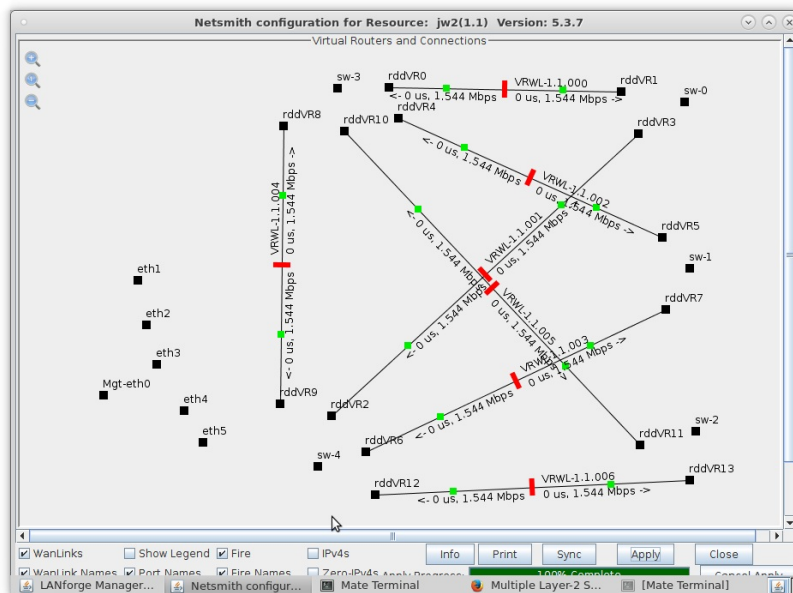 Netsmith configuration for Resource: jw2(1.1) Version: 5.3.7
Virtual Routers and Connections
sw-3
rddVR0
VRWL-1.1.000
rddVR1
<- 0 us, 1.544 Mbps
0 us, 1.544 Mbps ->
sw-0
rddVR8
rddVR10
rddVR4
rddVR3
<- 0 us, 1.544 Mbps
VRWL-1.1.002
0 us, 1.544 Mbps ->
rddVR5
VRWL-1.1.004
0 us, 1.544 Mbps ->
<- 0 us, 1.544 Mbps
<- 0 us, 1.544 Mbps
VRWL-1.1.001
0 us, 1.544 Mbps
<- 0 us, 1.544 Mbps
sw-1
eth1
eth2
eth3
Mgt-eth0
eth4
eth5
VRWL-1.1.005
0 us, 1.544 Mbps ->
rddVR7
1.1.003
0 us, 1.544 Mbps ->
<- 0 us, 1.544 Mbps
rddVR9
rddVR2
rddVR6
rddVR11
sw-2
sw-4
rddVR12
VRWL-1.1.006
rddVR13
<- 0 us, 1.544 Mbps
0 us, 1.544 Mbps ->
WanLinks
Show Legend
Fire
IPv4s
Info
Print
Sync
Apply
Close
WanLink Names
Port Names
Fire Names
Zero-IPv4s
Apply Progress:
100% Complete
Cancel Apply
LANforge Manager...
Netsmith configur...
Mate Terminal
Multiple Layer-2 S...
[Mate Terminal]